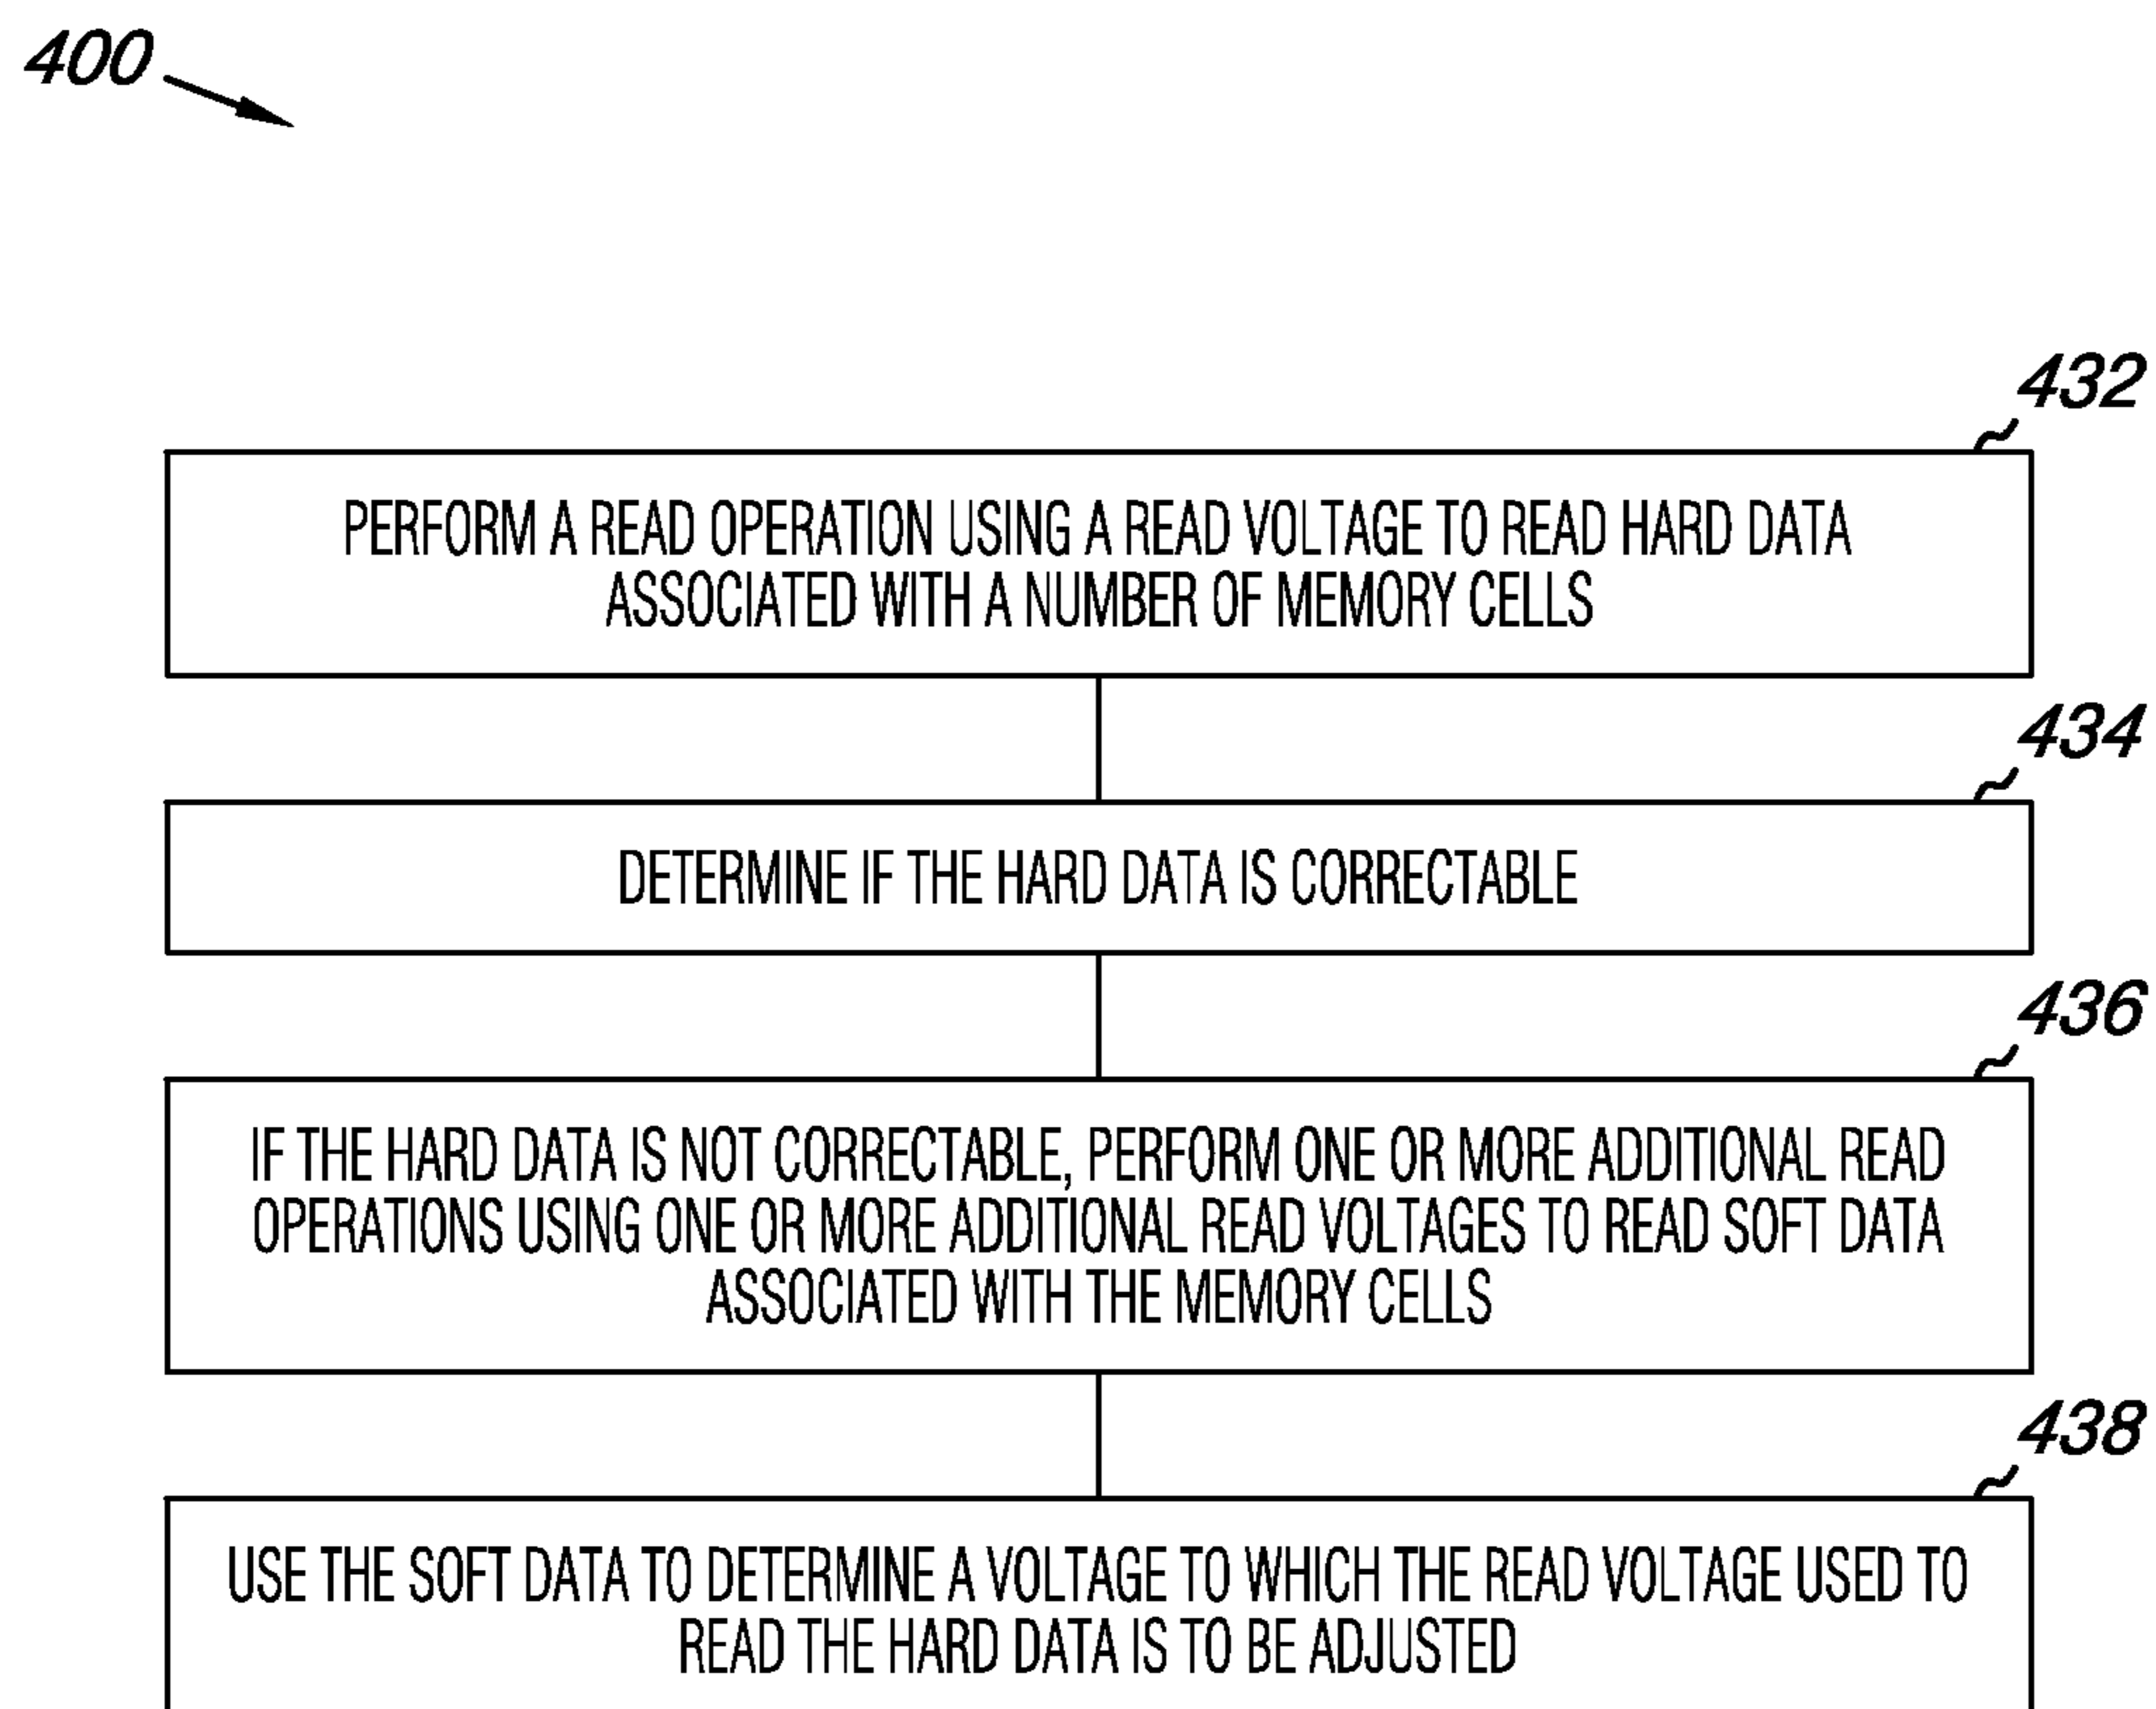 400
432
PERFORM A READ OPERATION USING A READ VOLTAGE TO READ HARD DATA
ASSOCIATED WITH A NUMBER OF MEMORY CELLS
434
DETERMINE IF THE HARD DATA IS CORRECTABLE
436
IF THE HARD DATA IS NOT CORRECTABLE, PERFORM ONE OR MORE ADDITIONAL READ
OPERATIONS USING ONE OR MORE ADDITIONAL READ VOLTAGES TO READ SOFT DATA
ASSOCIATED WITH THE MEMORY CELLS
438
USE THE SOFT DATA TO DETERMINE A VOLTAGE TO WHICH THE READ VOLTAGE USED TO
READ THE HARD DATA IS TO BE ADJUSTED